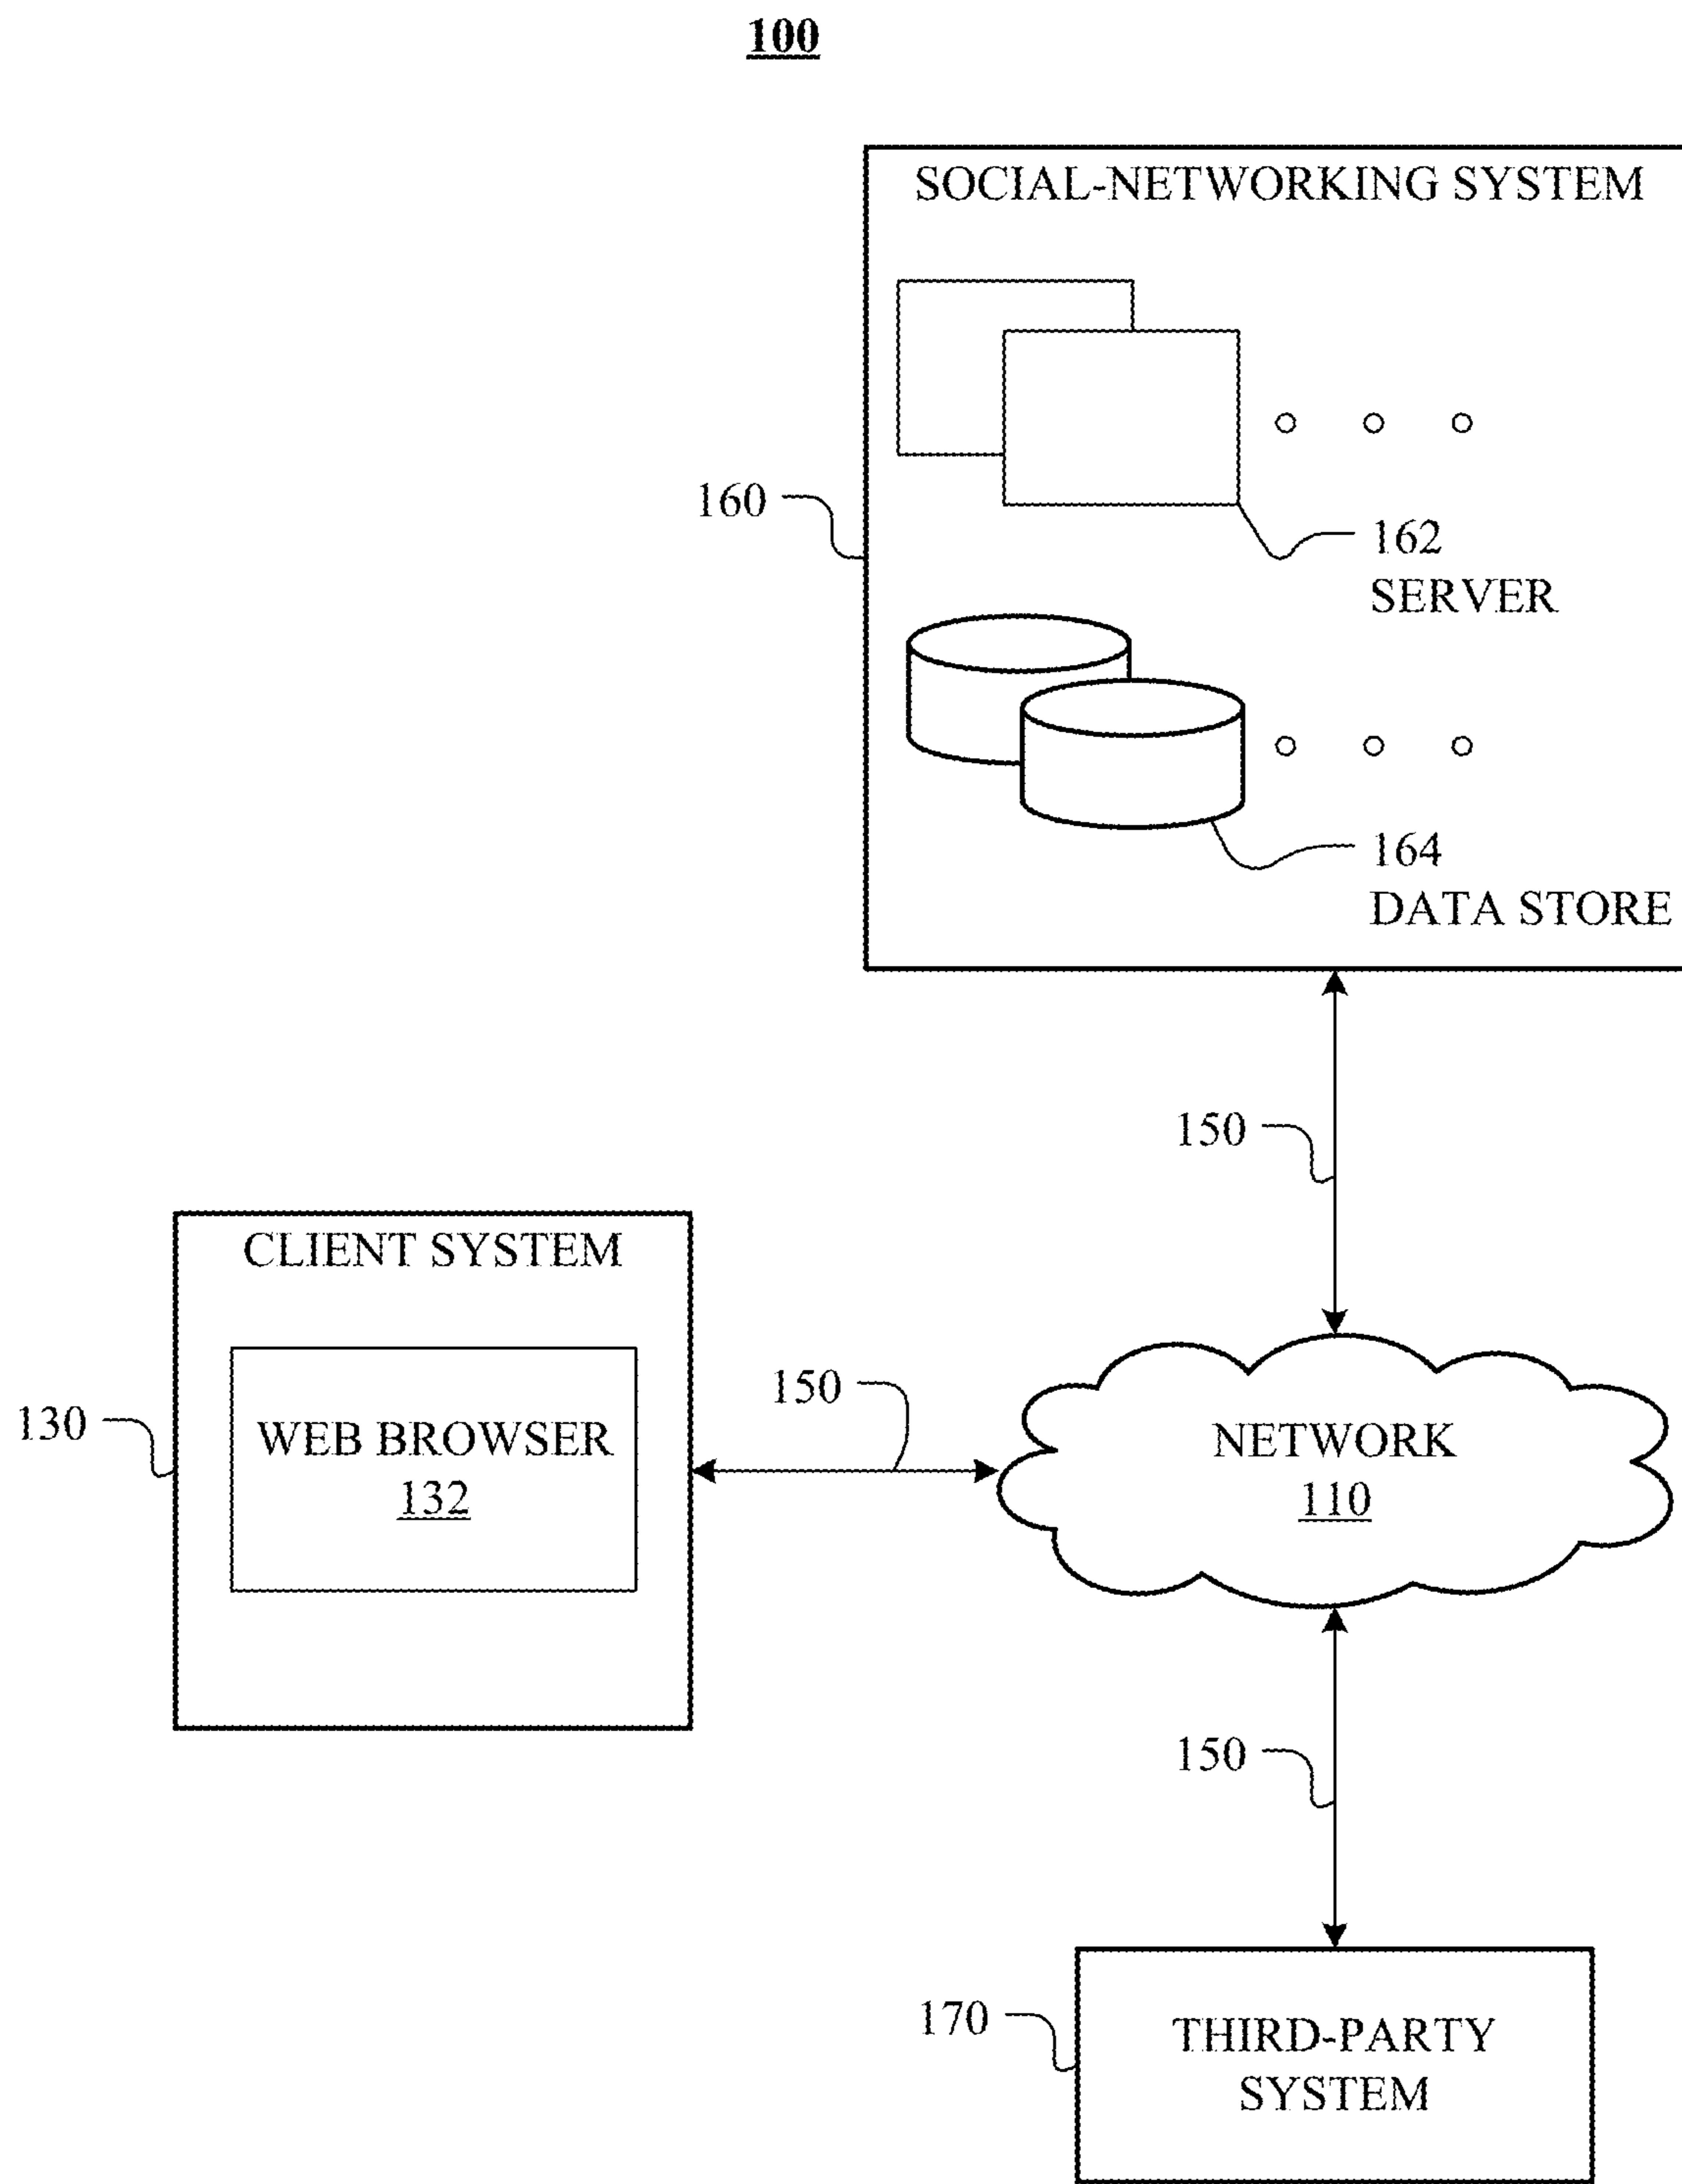 100
SOCIAL-NETWORKING SYSTEM
160
162
SERVER
164
DATA STORE
150
CLIENT SYSTEM
130
WEB BROWSER
132
150
NETWORK
110
150
170
THIRD-PARTY
SYSTEM